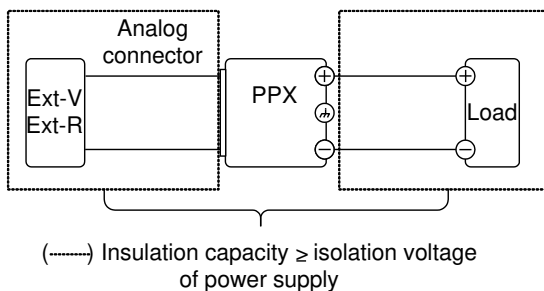 Analog
connector
Ext-V
Ext-R
PPX
+
−
+
−
Load
(------) Insulation capacity ≥ isolation voltage
of power supply